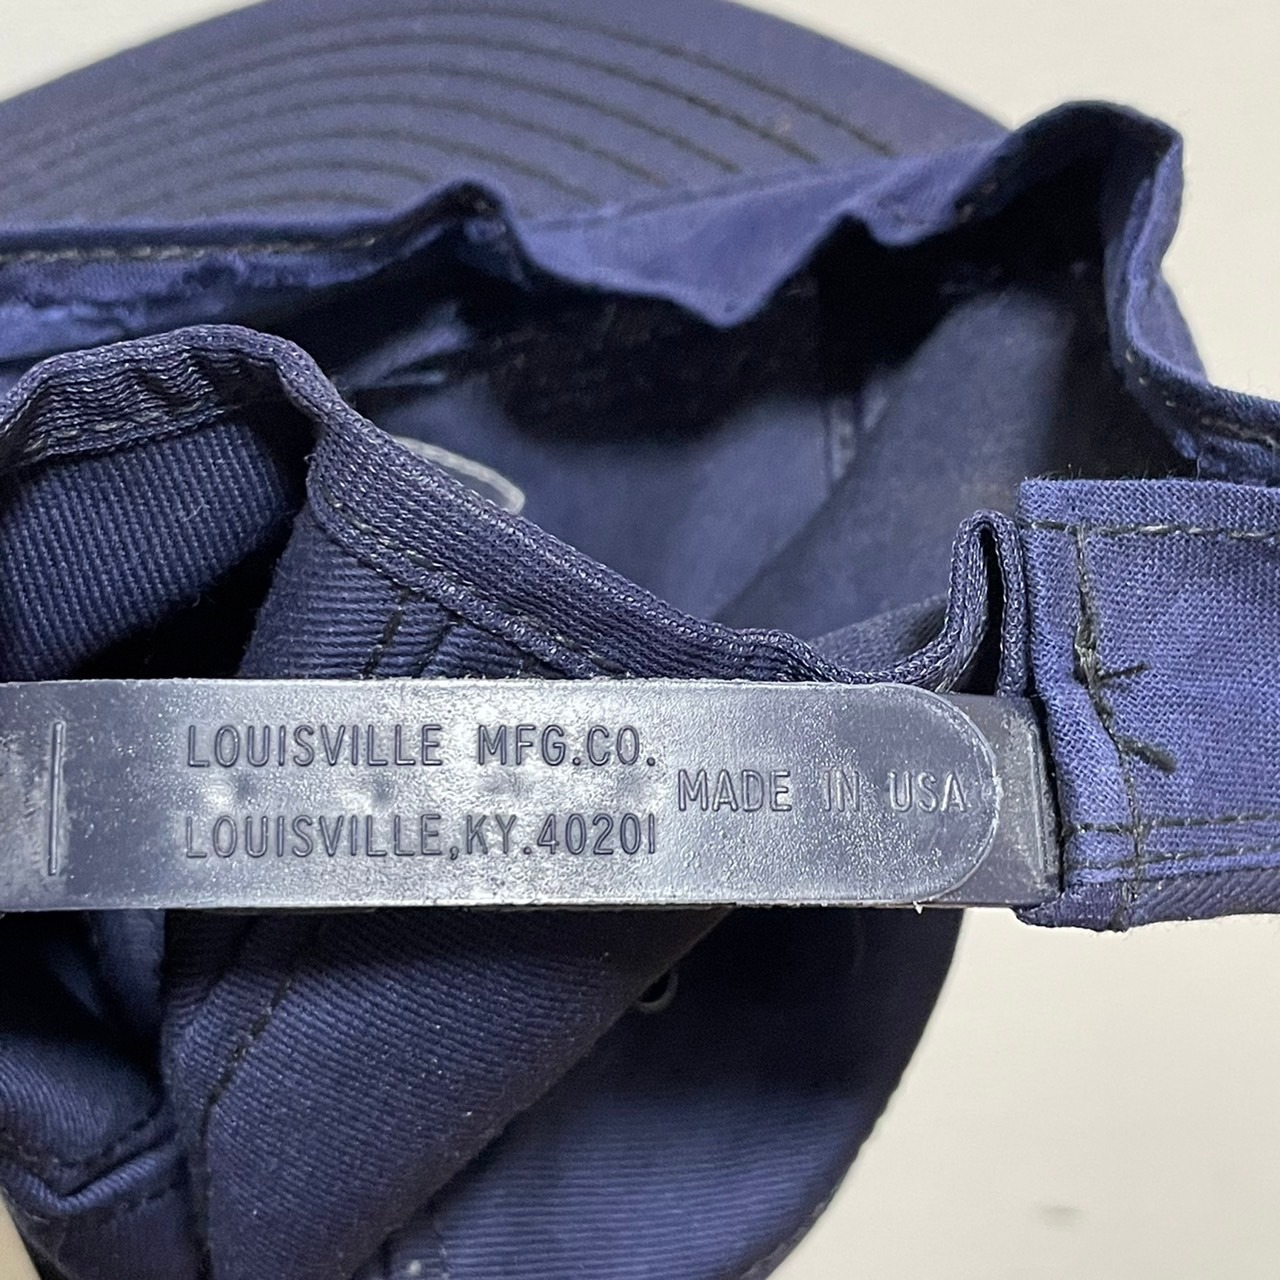 LOUISVILLE MFG.CO.
LOUISVILLE,KY.40201
MADE IN USA